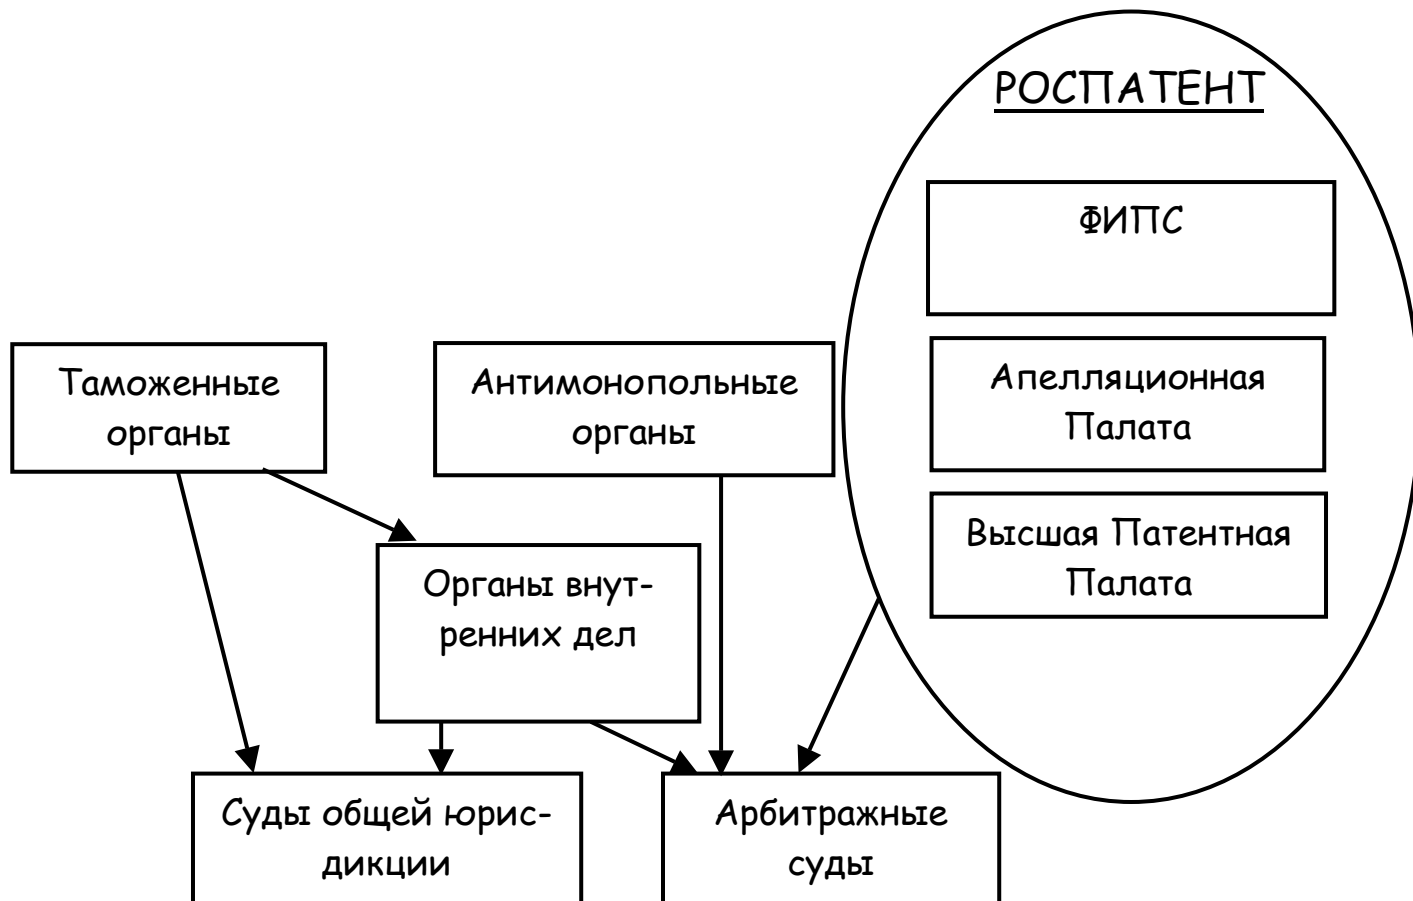 РОСПАТЕНТ
ФИПС
Таможенные
органы
Антимонопольные
органы
Апелляционная
Палата
Высшая Патентная
Палата
Органы внут-
ренних дел
Суды общей юрис-
дикции
Арбитражные
суды